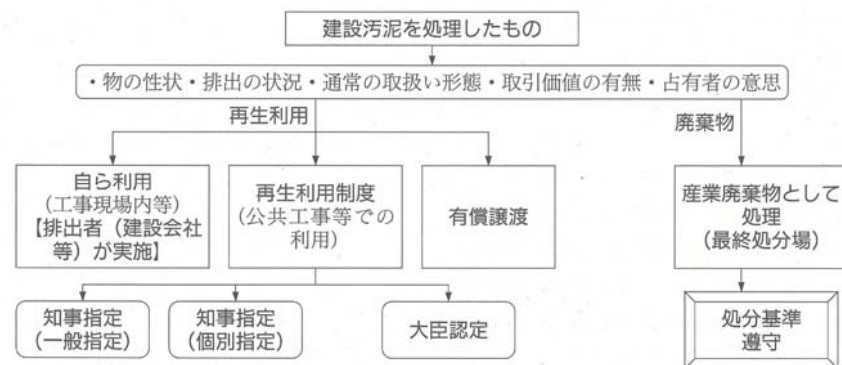 建設汚泥を処理したもの
・物の性状・排出の状況・通常の取扱い形態・取引価値の有無・占有者の意思
再生利用
廃棄物
自ら利用
(工事現場内等)
【排出者（建設会社
等）が実施】
再生利用制度
(公共工事等での
利用)
有償譲渡
産業廃棄物として
処理
(最終処分場)
知事指定
(一般指定)
知事指定
(個別指定)
大臣認定
処分基準
遵守